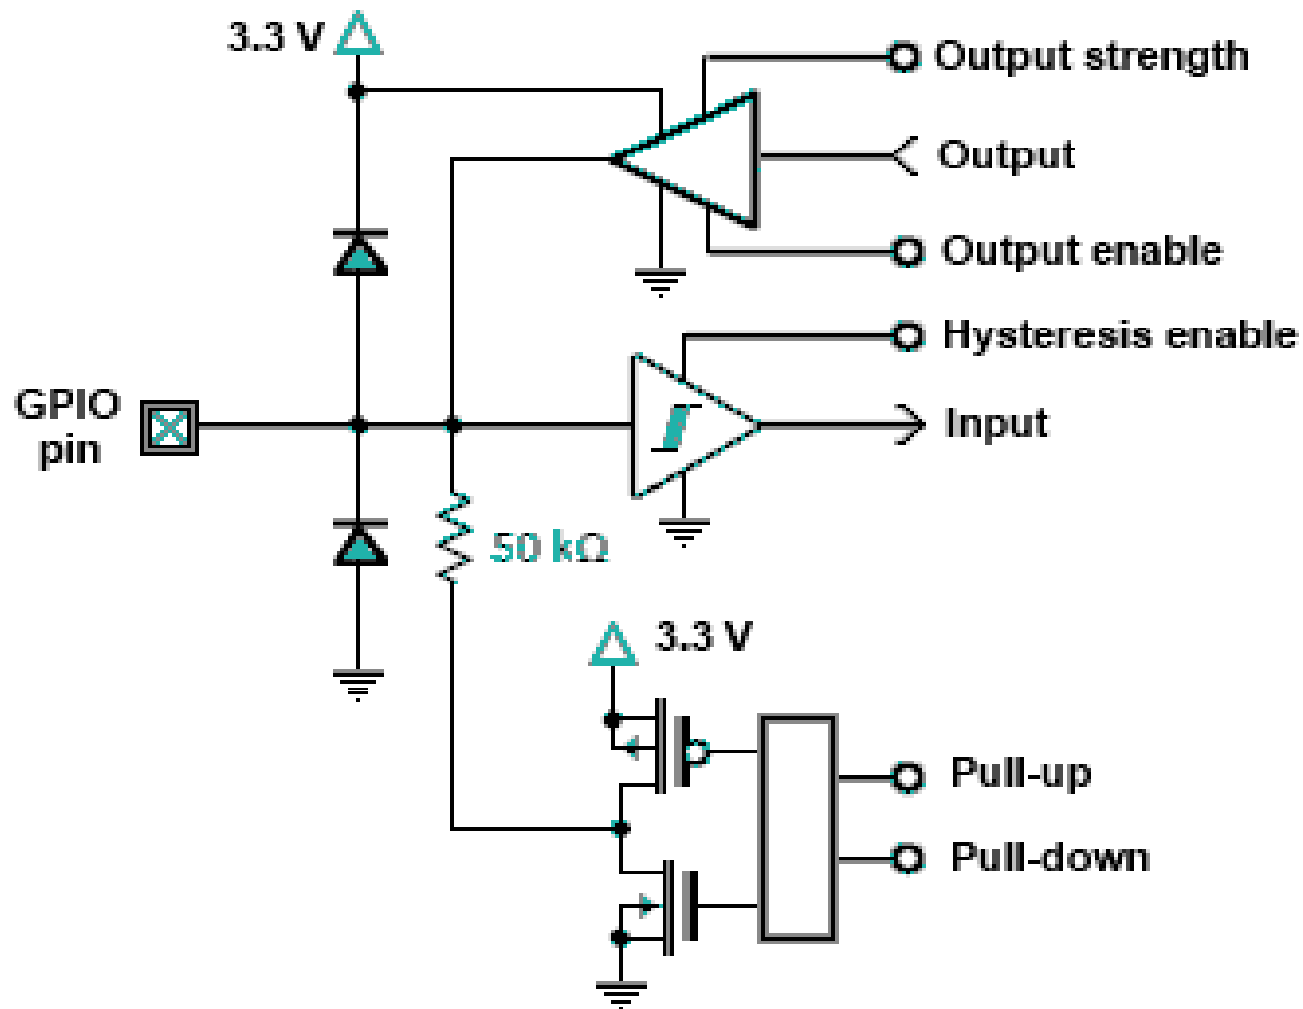 3.3 V
Output strength
Output
Output enable
Hysteresis enable
GPIO
pin
Input
50 kΩ
3.3 V
Pull-up
Pull-down